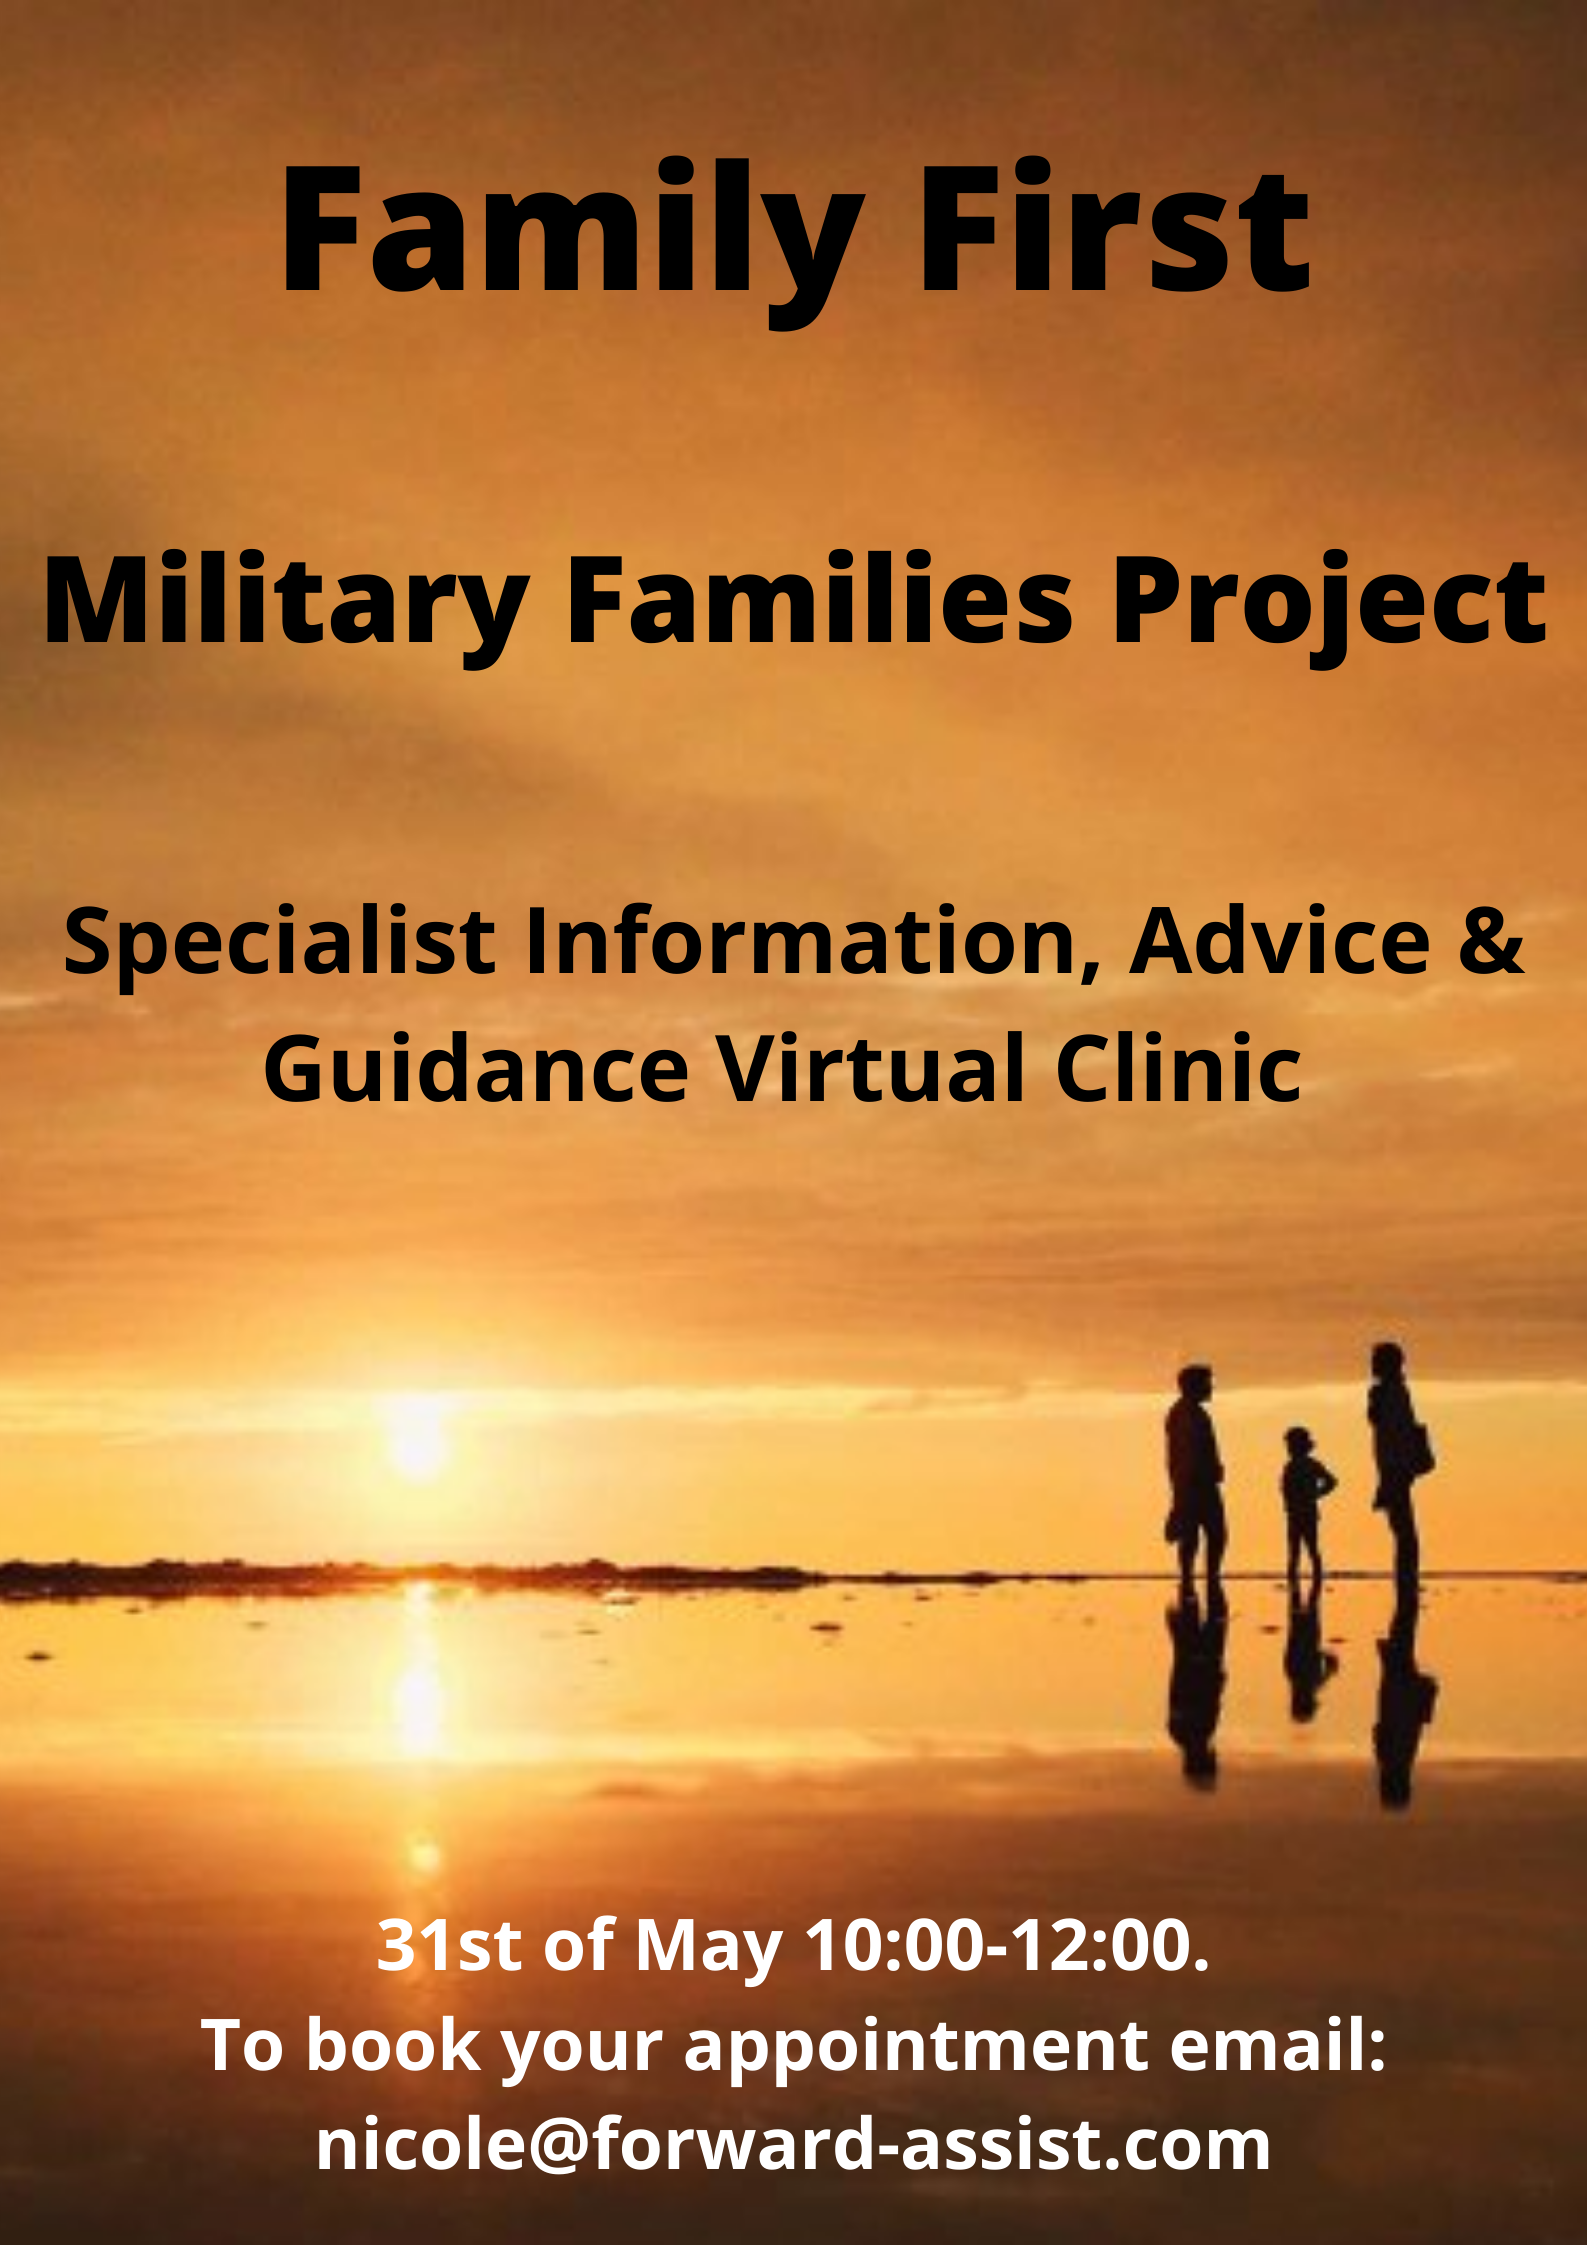 Family First
Military Families Project
Specialist Information, Advice &
Guidance Virtual Clinic
31st of May 10:00-12:00.
To book your appointment email:
nicole@forward-assist.com